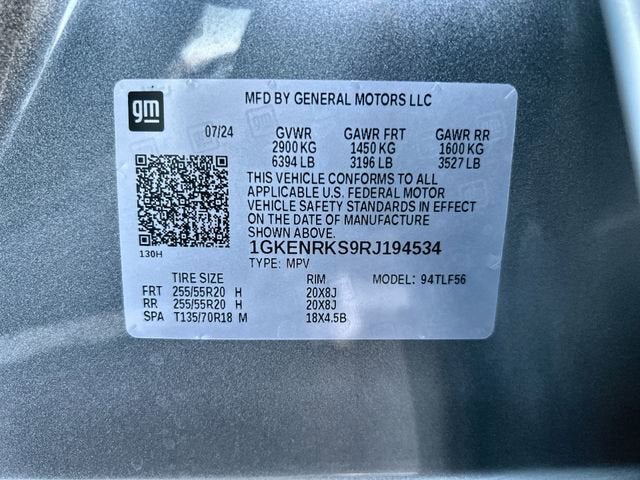 gm
MFD BY GENERAL MOTORS LLC
07/24 GVWR GAWR FRT GAWR RR
2900 KG 1450 KG 1600 KG
6394 LB 3196 LB 3527 LB
THIS VEHICLE CONFORMS TO ALL
APPLICABLE U.S. FEDERAL MOTOR
VEHICLE SAFETY STANDARDS IN EFFECT
ON THE DATE OF MANUFACTURE
SHOWN ABOVE.
130H
1GKENRKS9RJ194534
TYPE: MPV
TIRE SIZE RIM MODEL: 94TLF56
FRT 255/55R20 H 20X8J
RR 255/55R20 H 20X8J
SPA T135/70R18 M 18X4.5B